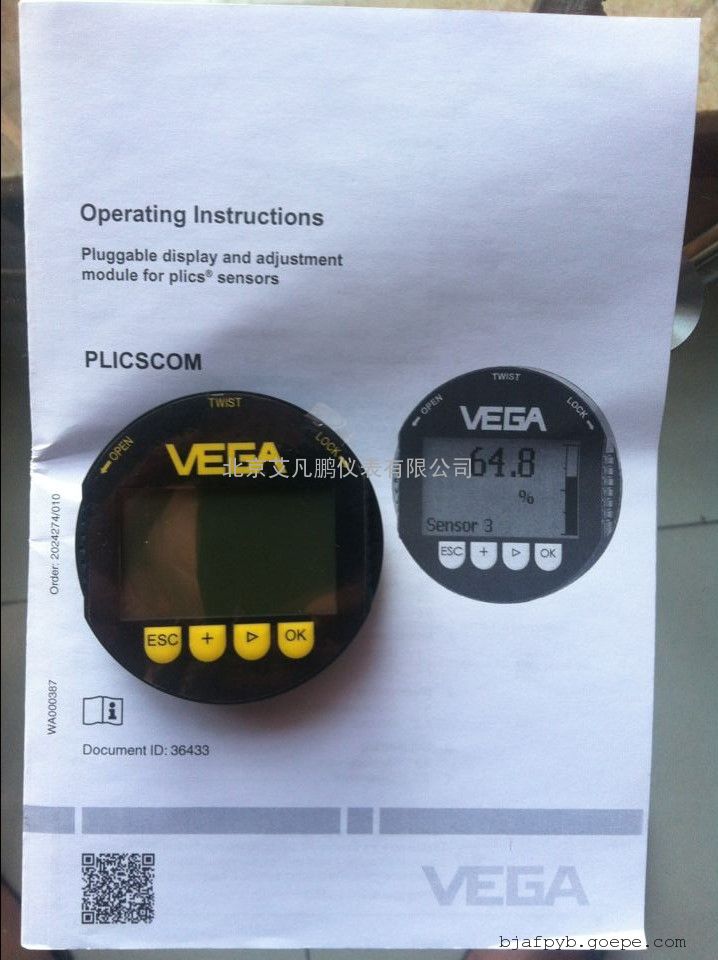 Operating Instructions
Pluggable display and adjustment
module for plics® sensors
PLICSCOM
TWIST
OPEN
LOCK
VEGA
ESC + ▷ OK
TWIST
OPEN
LOCK
VEGA
64.8
%
Sensor 3
ESC + ▷ OK
北京艾凡鹏仪表有限公司
Order: 2024274/010
WA000387
Document ID: 36433
VEGA
bjafpyb.goepe.com